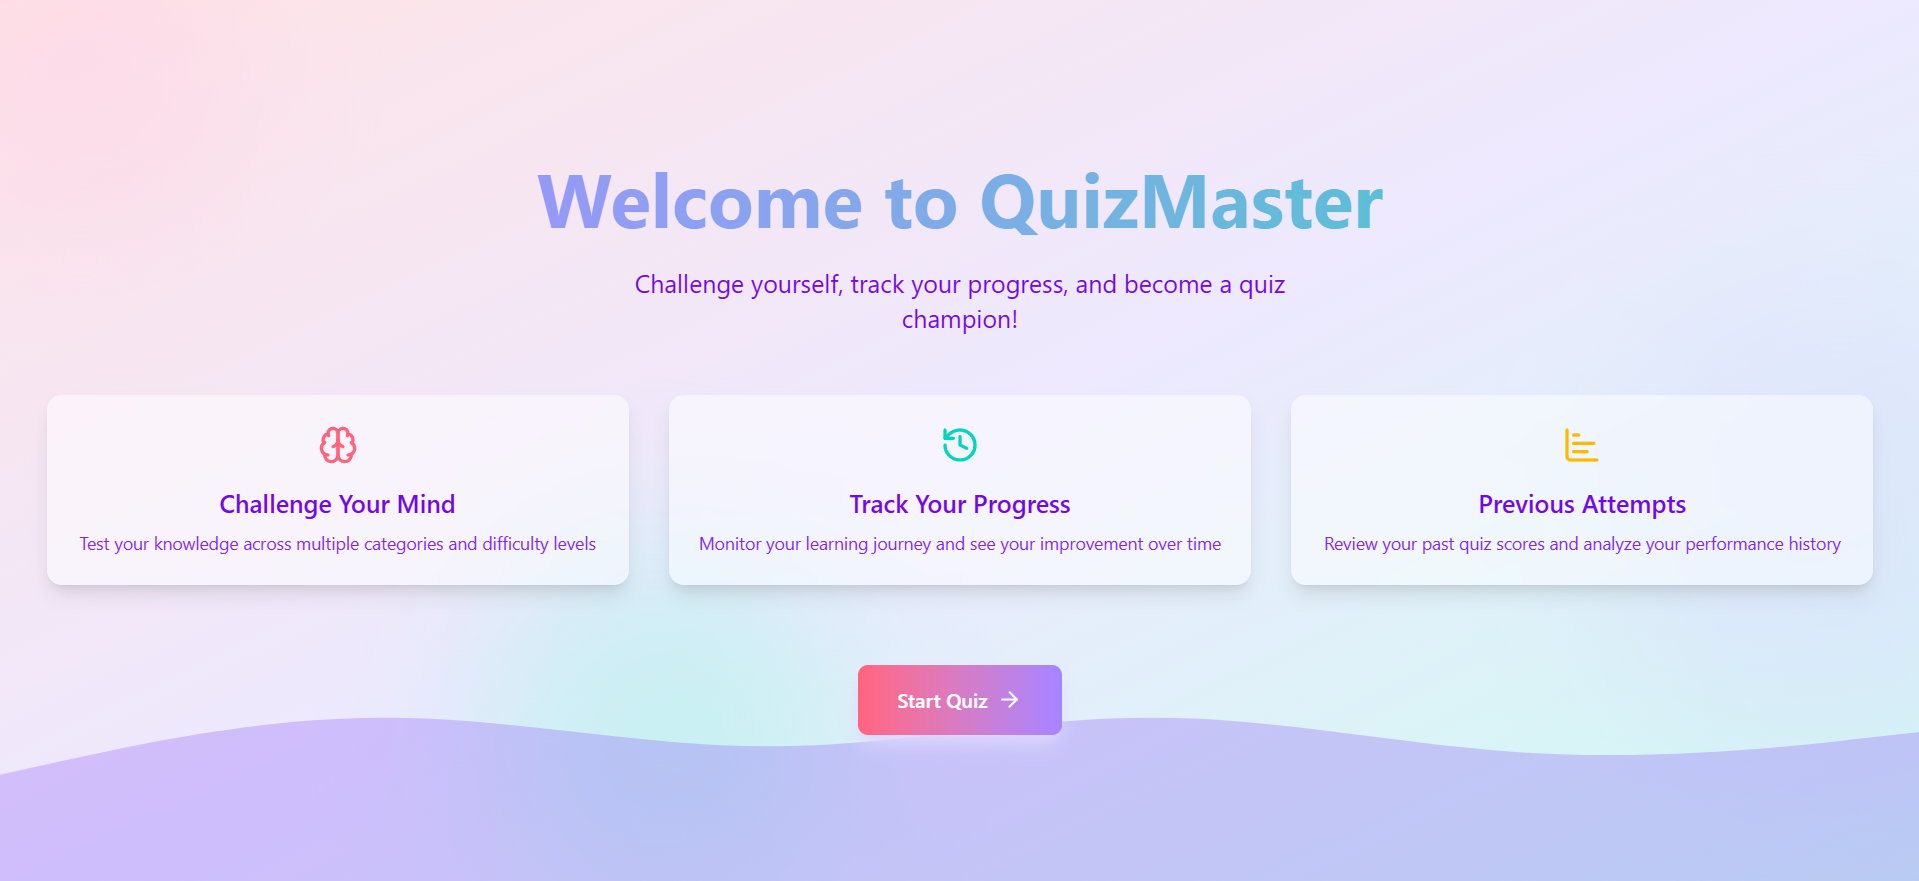 Welcome to QuizMaster
Challenge yourself, track your progress, and become a quiz
champion!
Challenge Your Mind
Test your knowledge across multiple categories and difficulty levels
Track Your Progress
Monitor your learning journey and see your improvement over time
Previous Attempts
Review your past quiz scores and analyze your performance history
Start Quiz